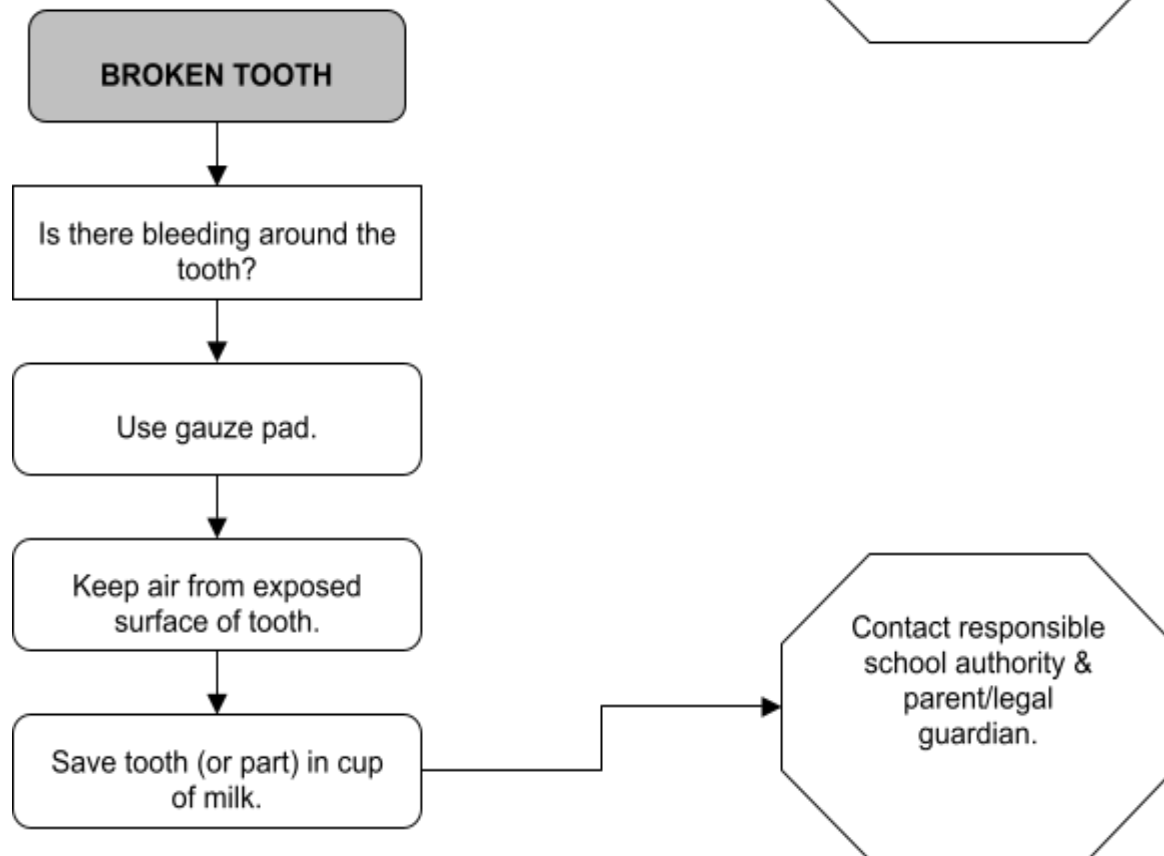 BROKEN TOOTH
Is there bleeding around the
tooth?
Use gauze pad.
Keep air from exposed
surface of tooth.
Save tooth (or part) in cup
of milk.
Contact responsible
school authority &
parent/legal
guardian.